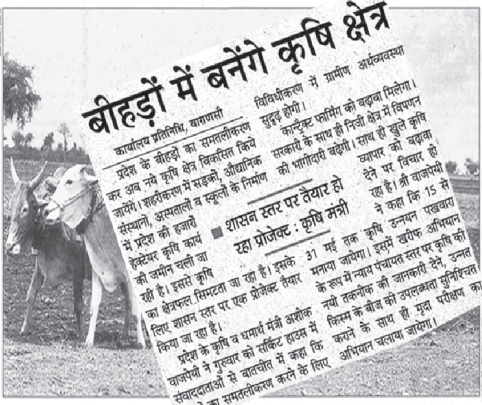 बीहड़ों में बनेंगे कृषि क्षेत्र
कार्यालय प्रतिनिधि, वाराणसी
प्रदेश के बीहड़ों का समतलीकरण
कर अब नये कृषि क्षेत्र विकसित किये
जायेंगे। शहरीकरण में सड़कों, औद्यानिक
संस्थानो, अस्पतालों व स्कूलों के निर्माण
में प्रदेश की हजारों
हेक्टेयर कृषि कार्य
की जमीन चली जा
रही है। इससे कृषि
का क्षेत्रफल सिमटता जा रहा है। इसके
लिए शासन स्तर पर एक प्रोजेक्ट तैयार
किया जा रहा है।
प्रदेश के कृषि व धमार्थ मंत्री अशोक
वाजपेयी ने गुरुवार को सर्किट हाउस में
संवाददाताओं से बातचीत में कहा कि
का समतलीकरण करने के लिए
■ शासन स्तर पर तैयार हो
रहा प्रोजेक्ट : कृषि मंत्री
विविधीकरण में ग्रामीण अर्थव्यवस्था
सुदृढ़ होगी।
कान्ट्रैक्ट फार्मिंग को बढ़ावा मिलेगा।
सरकारी के साथ ही निजी क्षेत्र में विपणन
की भागीदारी बढ़ेगी। साथ ही खुले कृषि
व्यापार को बढ़ावा
देने पर विचार हो
रहा है। श्री वाजपेयी
ने कहा कि 15 से
31 मई तक कृषि उन्नयन पखवारा
मनाया जायेगा। इसमें खरीफ अभियान
के रूप में न्याय पंचायत स्तर पर कृषि की
नयी तकनीक की जानकारी देने, उन्नत
किस्म के बीज की उपलब्धता सुनिश्चित
कराने के साथ ही मृदा परीक्षण का
अभियान चलाया जायेगा।